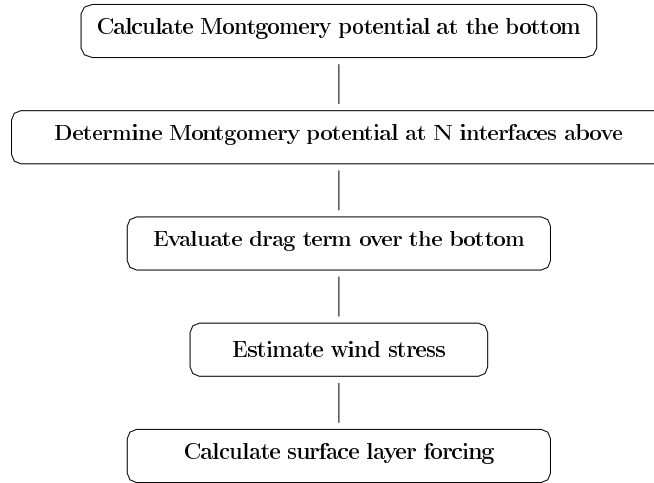 Calculate Montgomery potential at the bottom
Determine Montgomery potential at N interfaces above
Evaluate drag term over the bottom
Estimate wind stress
Calculate surface layer forcing